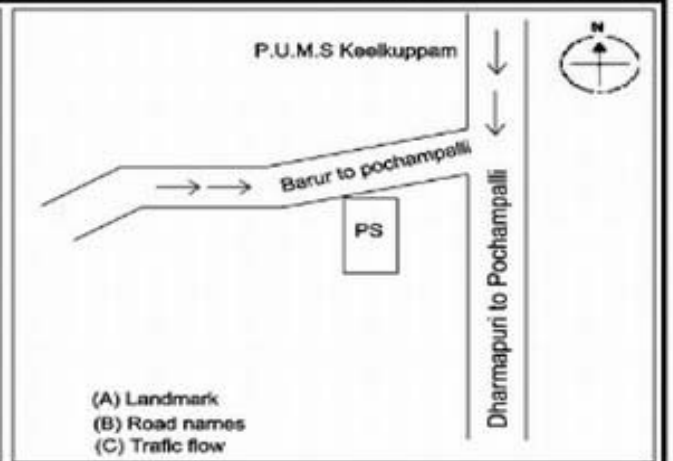 P.U.M.S Keelkuppam
N
Barur to pochampalli
PS
Dharmapuri to Pochampalli
(A) Landmark
(B) Road names
(C) Trafic flow